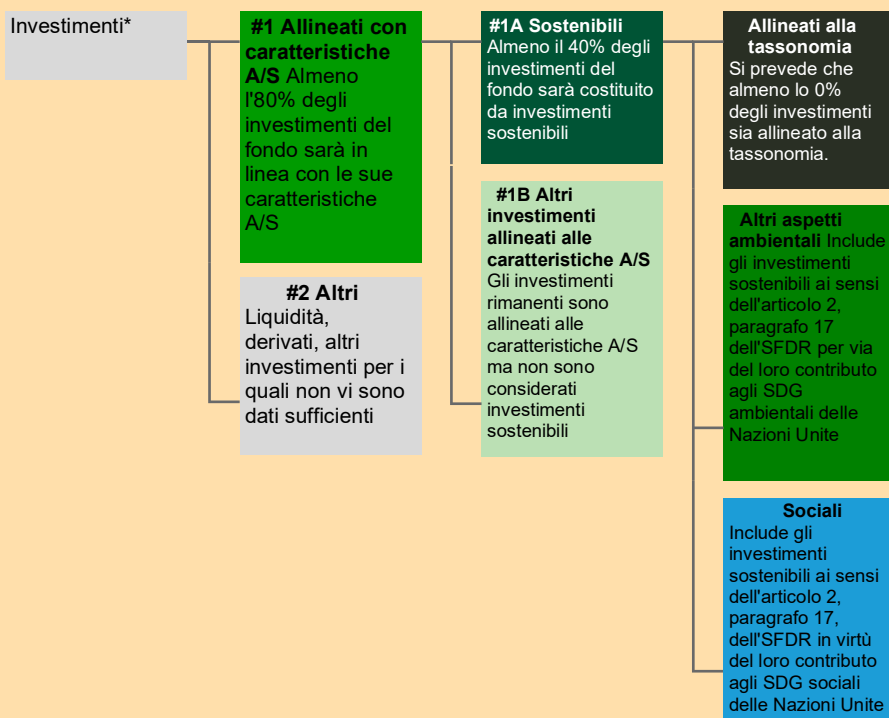 Investimenti*
#1 Allineati con
caratteristiche
A/S Almeno
l'80% degli
investimenti del
fondo sarà in
linea con le sue
caratteristiche
A/S
#2 Altri
Liquidità,
derivati, altri
investimenti per i
quali non vi sono
dati sufficienti
#1A Sostenibili
Almeno il 40% degli
investimenti del
fondo sarà costituito
da investimenti
sostenibili
#1B Altri
investimenti
allineati alle
caratteristiche A/S
Gli investimenti
rimanenti sono
allineati alle
caratteristiche A/S
ma non sono
considerati
investimenti
sostenibili
Allineati alla
tassonomia
Si prevede che
almeno lo 0%
degli investimenti
sia allineato alla
tassonomia.
Altri aspetti
ambientali Include
gli investimenti
sostenibili ai sensi
dell'articolo 2,
paragrafo 17
dell'SFDR per via
del loro contributo
agli SDG
ambientali delle
Nazioni Unite
Sociali
Include gli
investimenti
sostenibili ai sensi
dell'articolo 2,
paragrafo 17,
dell'SFDR in virtù
del loro contributo
agli SDG sociali
delle Nazioni Unite